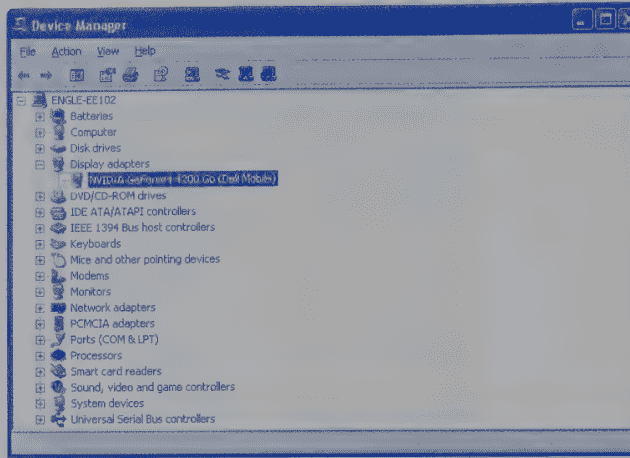 Device Manager
File Action View Help
ENGLE-EE102
Batteries
Computer
Disk drives
Display adapters
NVIDIA GeForce4 4200 Go (Dell Mobile)
DVD/CD-ROM drives
IDE ATA/ATAPI controllers
IEEE 1394 Bus host controllers
Keyboards
Mice and other pointing devices
Modems
Monitors
Network adapters
PCMCIA adapters
Ports (COM & LPT)
Processors
Smart card readers
Sound, video and game controllers
System devices
Universal Serial Bus controllers